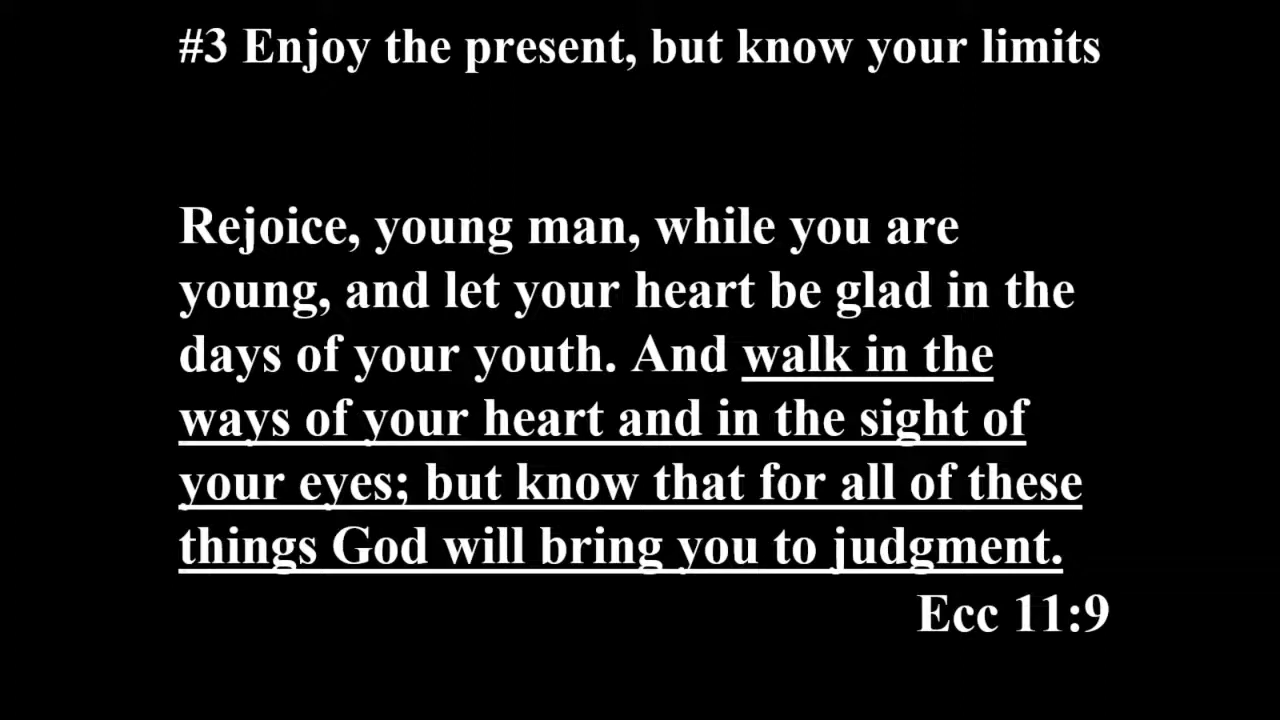 #3 Enjoy the present, but know your limits
Rejoice, young man, while you are
young, and let your heart be glad in the
days of your youth. And walk in the
ways of your heart and in the sight of
your eyes; but know that for all of these
things God will bring you to judgment.
Ecc 11:9